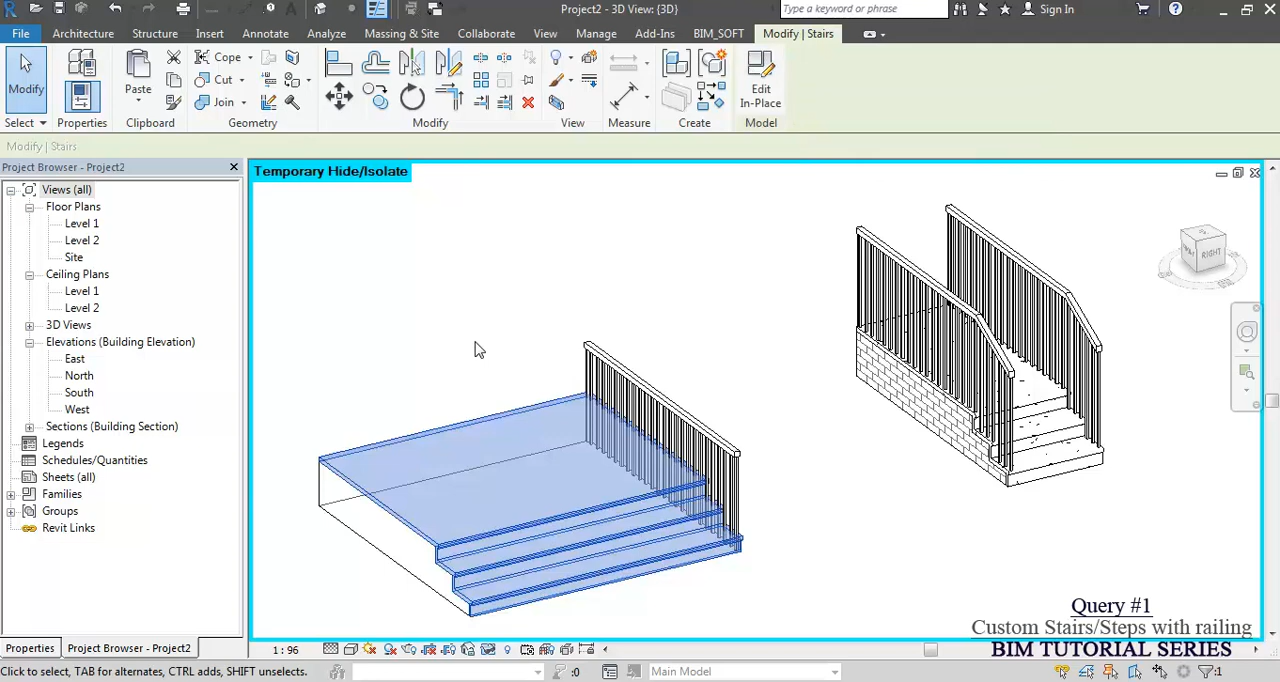 Project2 - 3D View: {3D}
Type a keyword or phrase
Sign In
File Architecture Structure Insert Annotate Analyze Massing & Site Collaborate View Manage Add-Ins BIM_SOFT Modify | Stairs
Modify
Paste
Cope
Cut
Join
Edit
In-Place
Select Properties Clipboard Geometry Modify View Measure Create Model
Modify | Stairs
Project Browser - Project2
Temporary Hide/Isolate
Views (all)
Floor Plans
Level 1
Level 2
Site
Ceiling Plans
Level 1
Level 2
3D Views
Elevations (Building Elevation)
East
North
South
West
Sections (Building Section)
Legends
Schedules/Quantities
Sheets (all)
Families
Groups
Revit Links
RIGHT
Query #1
Custom Stairs/Steps with railing
BIM TUTORIAL SERIES
Properties Project Browser - Project2
1 : 96
Click to select, TAB for alternates, CTRL adds, SHIFT unselects.
:0
Main Model
:1